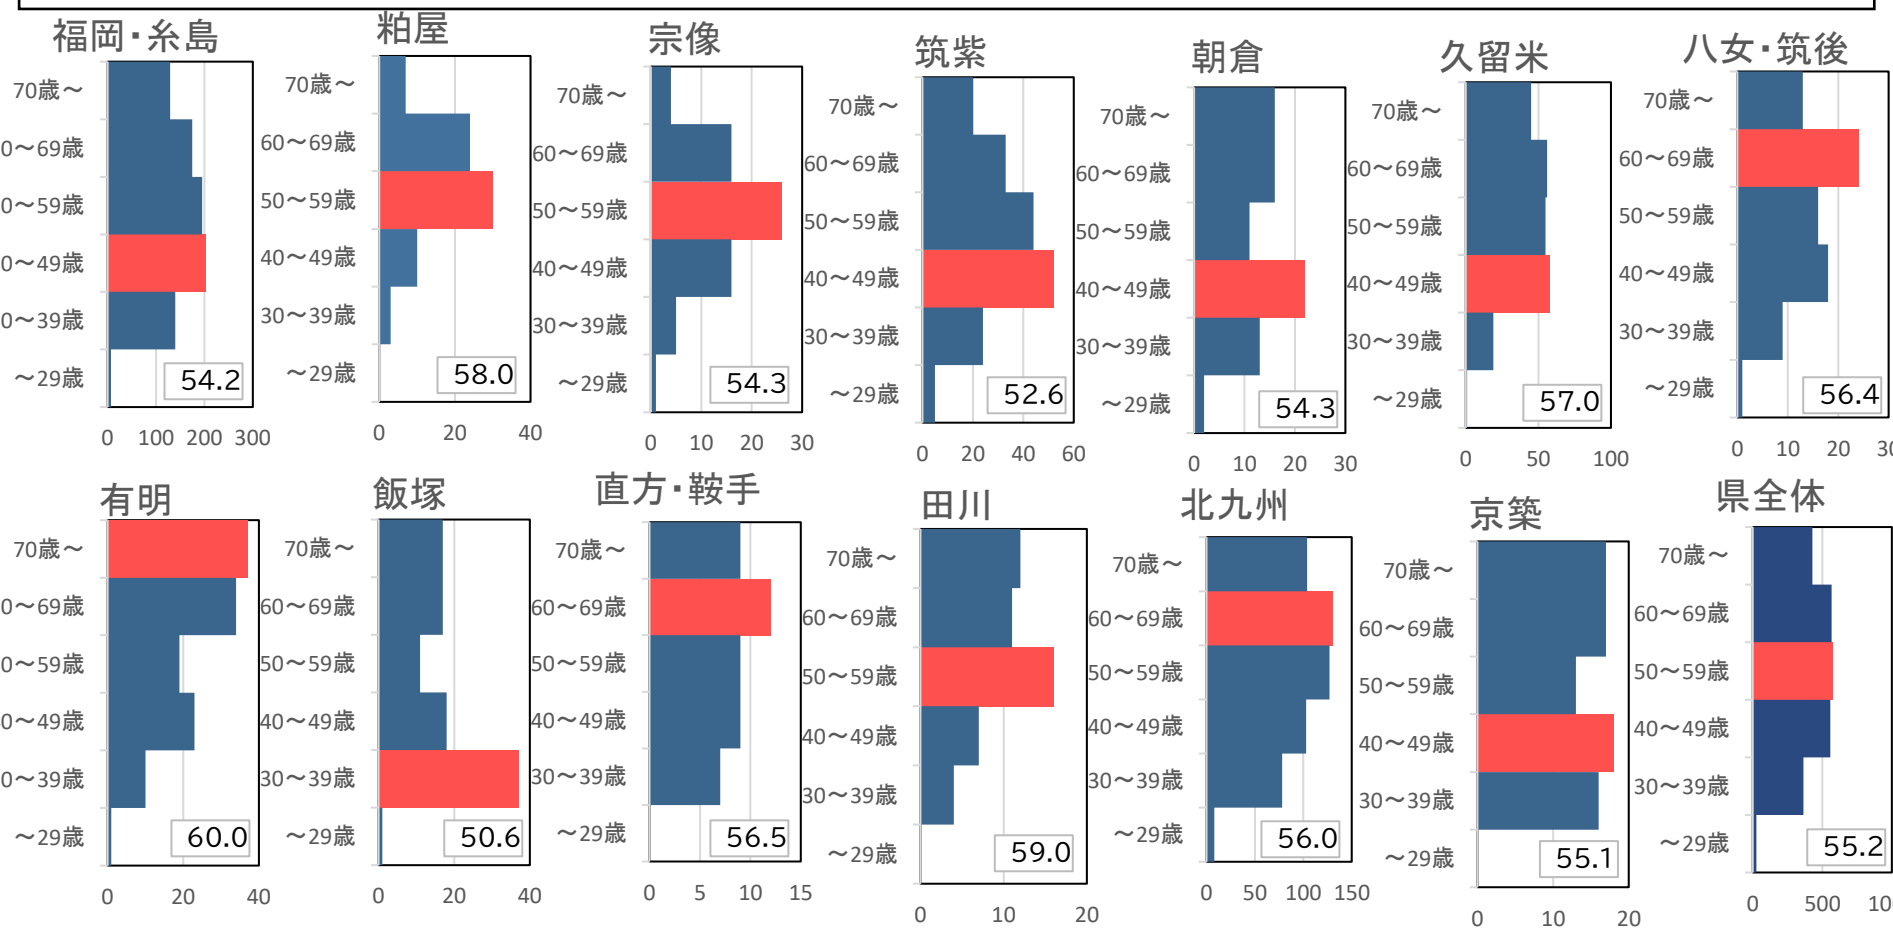 福岡・糸島
70歳～
0～69歳
0～59歳
0～49歳
0～39歳
～29歳
54.2
0 100 200 300
粕屋
70歳～
60～69歳
50～59歳
40～49歳
30～39歳
～29歳
58.0
0 20 40
宗像
70歳～
60～69歳
50～59歳
40～49歳
30～39歳
～29歳
54.3
0 10 20 30
筑紫
70歳～
60～69歳
50～59歳
40～49歳
30～39歳
～29歳
52.6
0 20 40 60
朝倉
70歳～
60～69歳
50～59歳
40～49歳
30～39歳
～29歳
54.3
0 10 20 30
久留米
70歳～
60～69歳
50～59歳
40～49歳
30～39歳
～29歳
57.0
0 50 100
八女・筑後
70歳～
60～69歳
50～59歳
40～49歳
30～39歳
～29歳
56.4
0 10 20 30
有明
70歳～
0～69歳
0～59歳
0～49歳
0～39歳
～29歳
60.0
0 20 40
飯塚
70歳～
60～69歳
50～59歳
40～49歳
30～39歳
～29歳
50.6
0 20 40
直方・鞍手
70歳～
60～69歳
50～59歳
40～49歳
30～39歳
～29歳
56.5
0 5 10 15
田川
70歳～
60～69歳
50～59歳
40～49歳
30～39歳
～29歳
59.0
0 10 20
北九州
70歳～
60～69歳
50～59歳
40～49歳
30～39歳
～29歳
56.0
0 50 100 150
京築
70歳～
60～69歳
50～59歳
40～49歳
30～39歳
～29歳
55.1
0 10 20
県全体
70歳～
60～69歳
50～59歳
40～49歳
30～39歳
～29歳
55.2
0 500 100